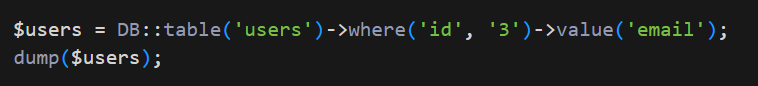 $users = DB::table('users')->where('id', '3')->value('email');
dump($users);